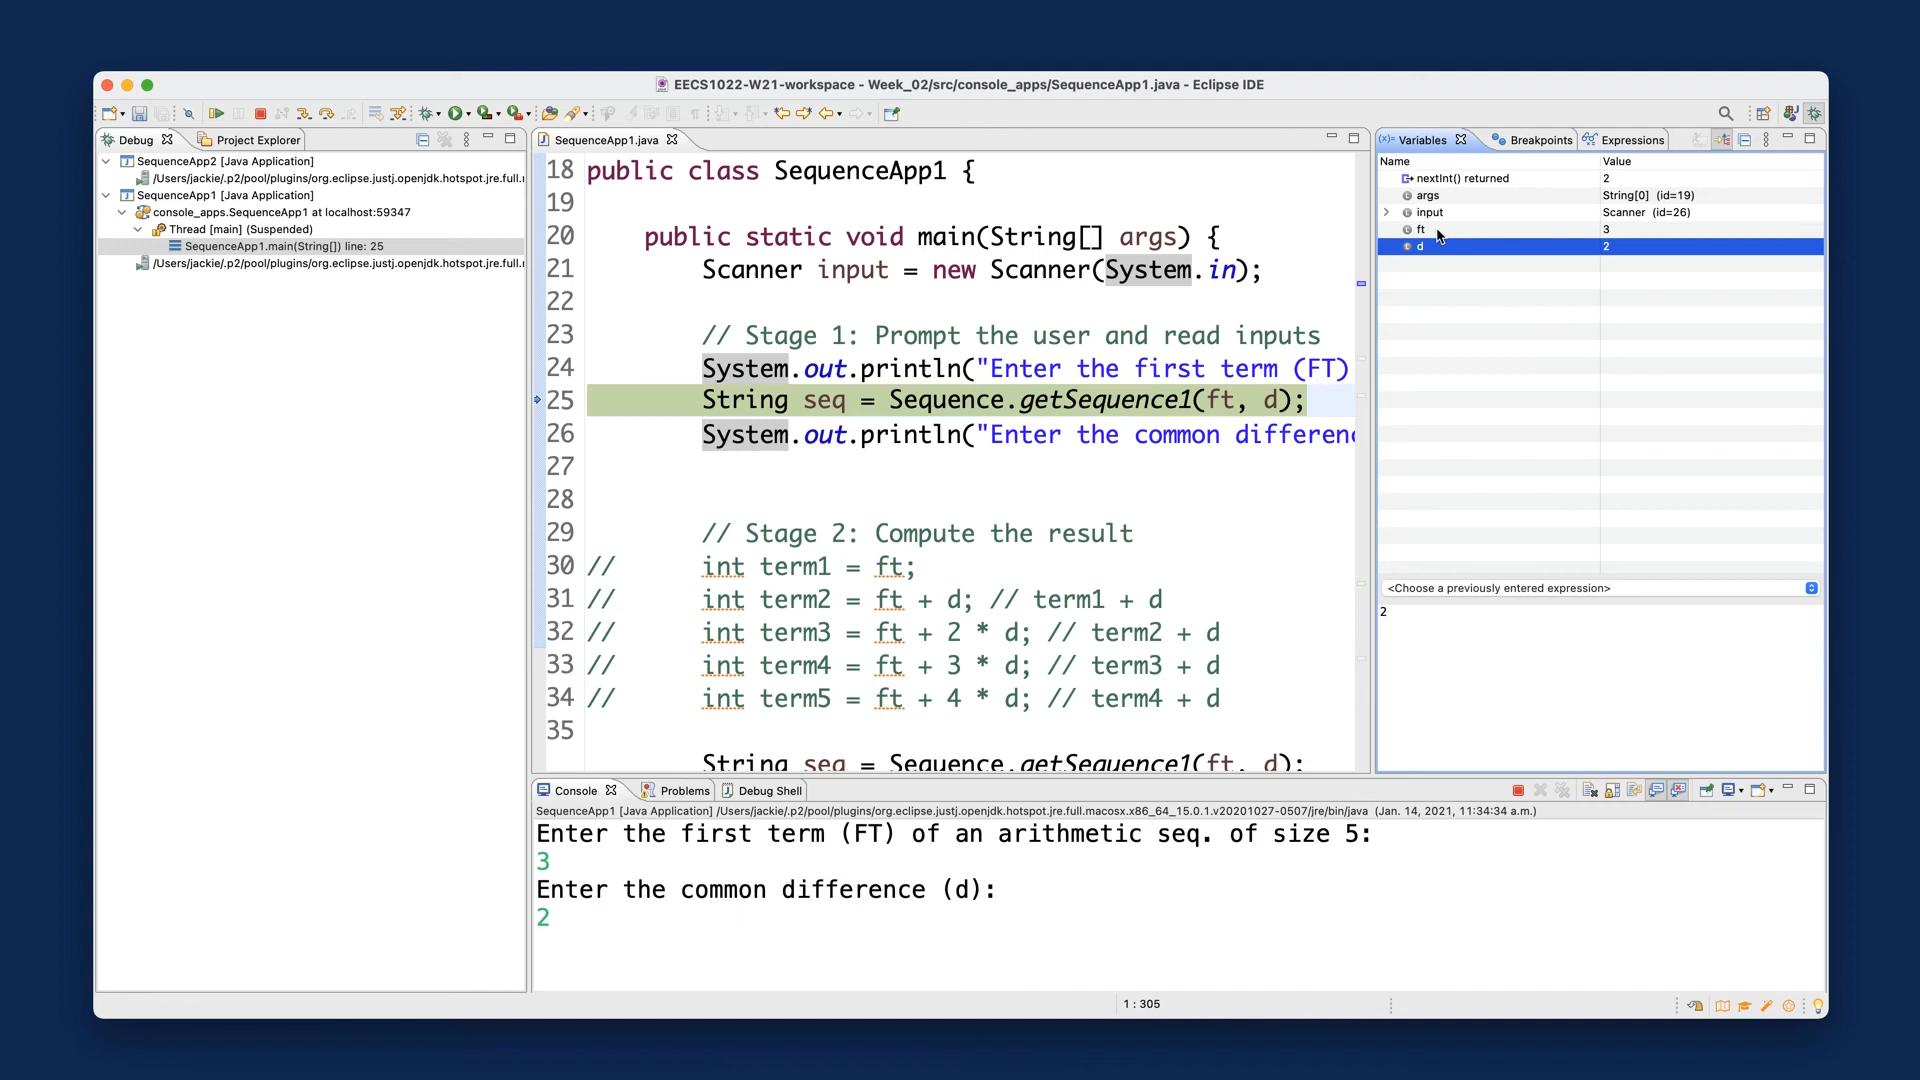 EECS1022-W21-workspace - Week_02/src/console_apps/SequenceApp1.java - Eclipse IDE
Debug
Project Explorer
SequenceApp2 [Java Application]
/Users/jackie/.p2/pool/plugins/org.eclipse.justj.openjdk.hotspot.jre.full.
SequenceApp1 [Java Application]
console_apps.SequenceApp1 at localhost:59347
Thread [main] (Suspended)
SequenceApp1.main(String[]) line: 25
/Users/jackie/.p2/pool/plugins/org.eclipse.justj.openjdk.hotspot.jre.full.
SequenceApp1.java
18 public class SequenceApp1 {
19
20 public static void main(String[] args) {
21 Scanner input = new Scanner(System.in);
22
23 // Stage 1: Prompt the user and read inputs
24 System.out.println("Enter the first term (FT)
25 String seq = Sequence.getSequence1(ft, d);
26 System.out.println("Enter the common differenc
27
28
29 // Stage 2: Compute the result
30 // int term1 = ft;
31 // int term2 = ft + d; // term1 + d
32 // int term3 = ft + 2 * d; // term2 + d
33 // int term4 = ft + 3 * d; // term3 + d
34 // int term5 = ft + 4 * d; // term4 + d
35
String seq = Sequence.getSequence1(ft, d);
(x)= Variables
Breakpoints
Expressions
Name Value
nextInt() returned 2
args String[0] (id=19)
input Scanner (id=26)
ft 3
d 2
<Choose a previously entered expression>
2
Console
Problems
Debug Shell
SequenceApp1 [Java Application] /Users/jackie/.p2/pool/plugins/org.eclipse.justj.openjdk.hotspot.jre.full.macosx.x86_64_15.0.1.v20201027-0507/jre/bin/java (Jan. 14, 2021, 11:34:34 a.m.)
Enter the first term (FT) of an arithmetic seq. of size 5:
3
Enter the common difference (d):
2
1 : 305